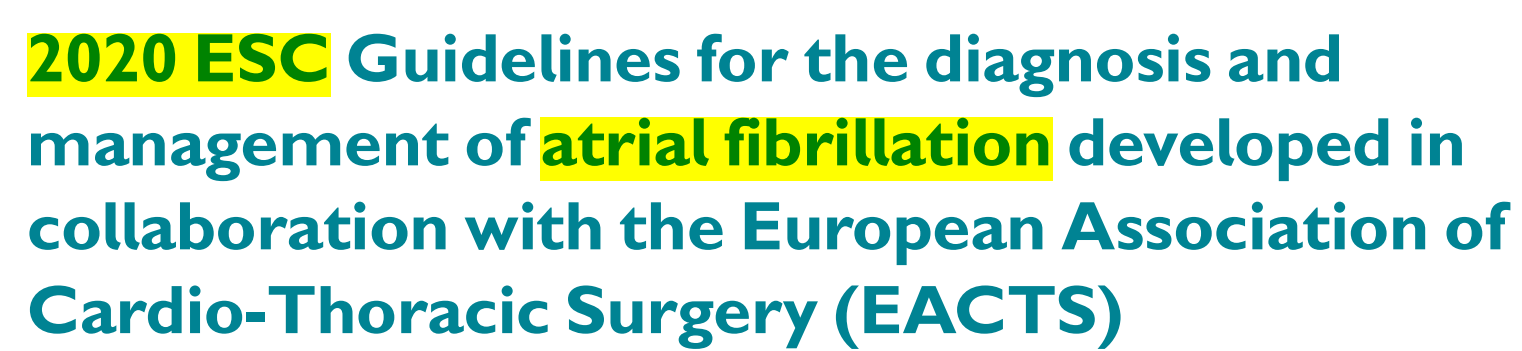 2020 ESC Guidelines for the diagnosis and
management of atrial fibrillation developed in
collaboration with the European Association of
Cardio-Thoracic Surgery (EACTS)